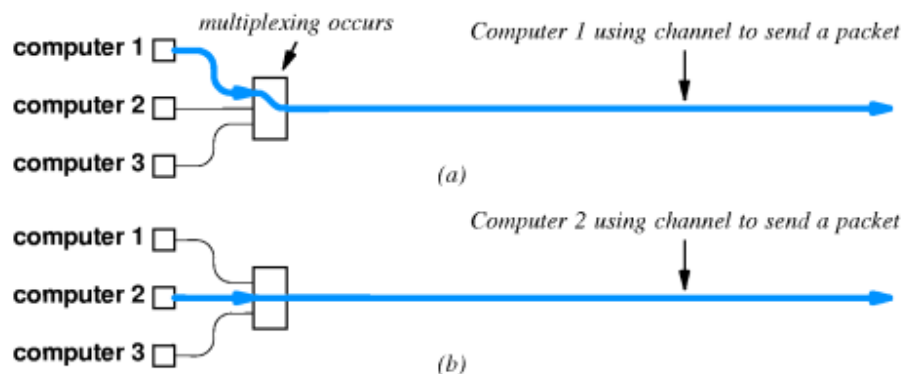 multiplexing occurs
computer 1
Computer 1 using channel to send a packet
computer 2
computer 3
(a)
computer 1
Computer 2 using channel to send a packet
computer 2
computer 3
(b)